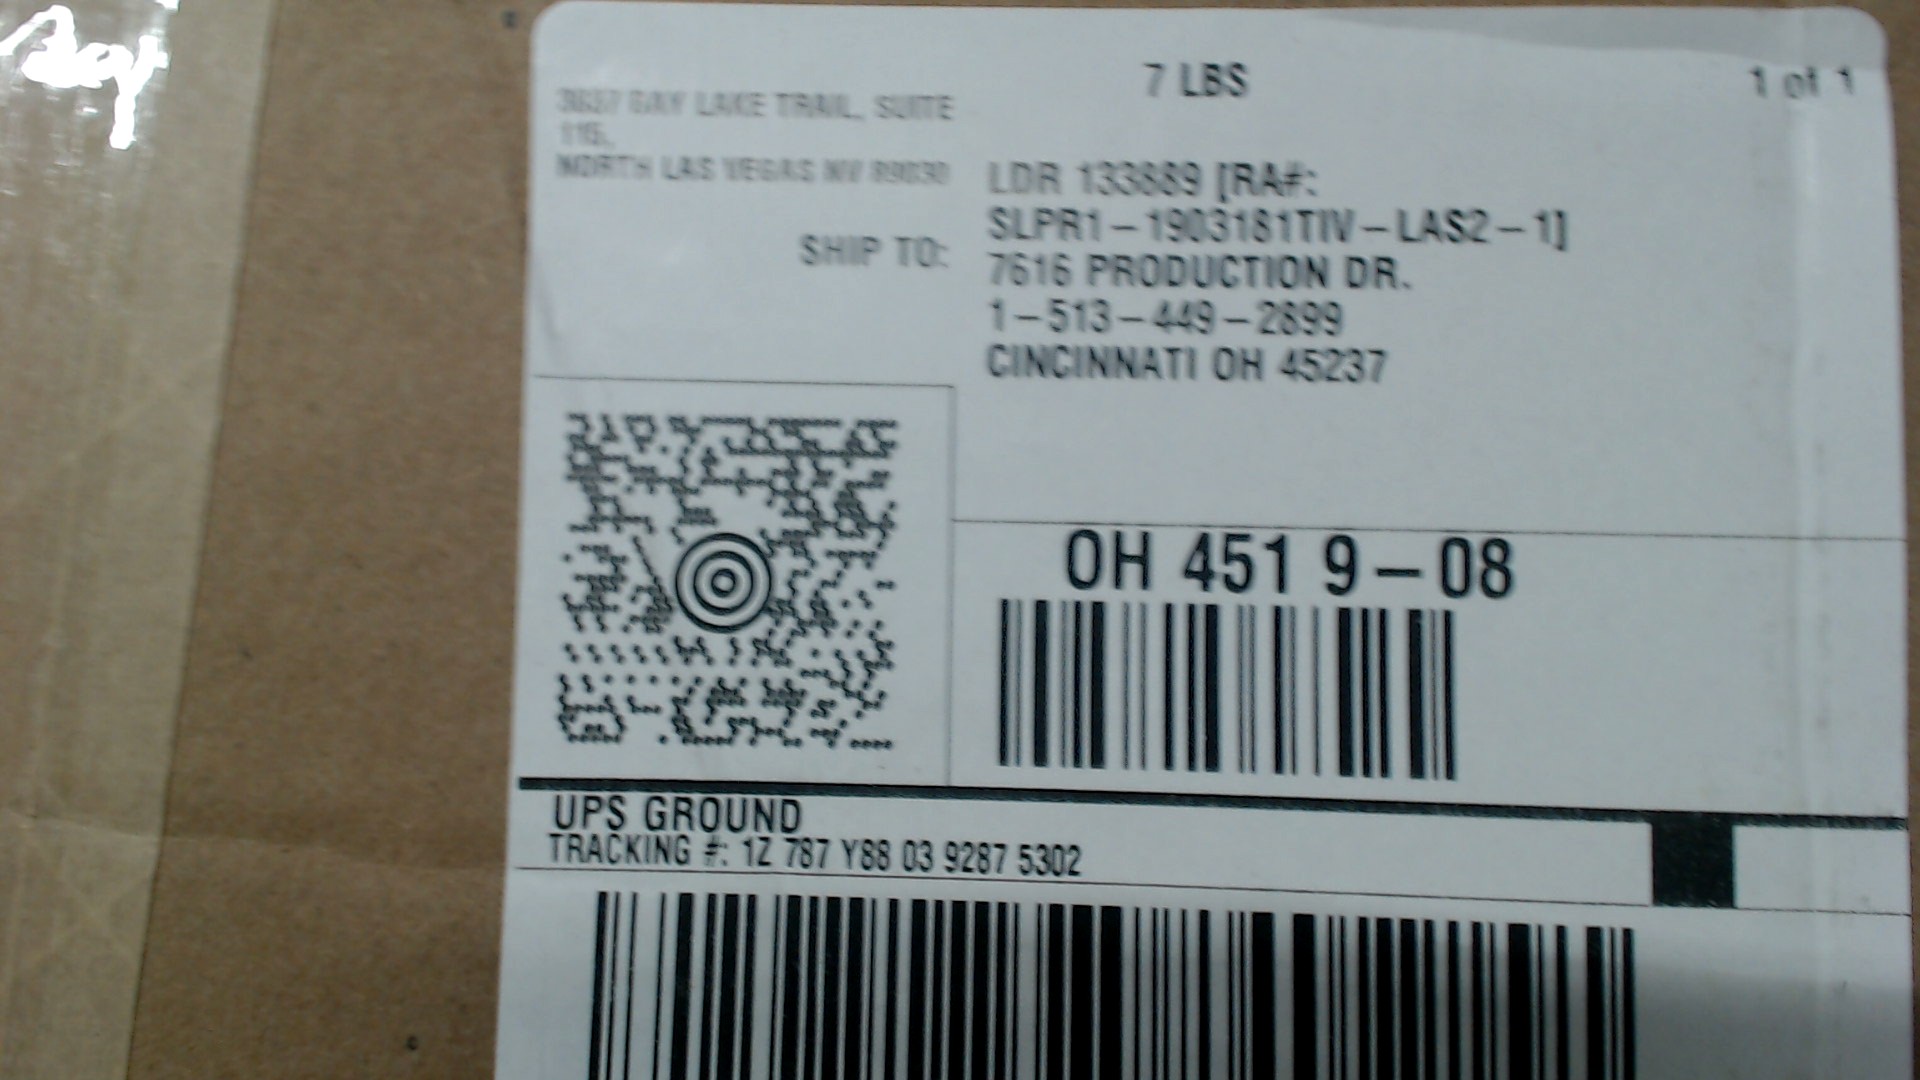 7 LBS
1 of 1
3837 BAY LAKE TRAIL, SUITE
115,
NORTH LAS VEGAS NV 89030
SHIP TO:
LDR 133889 [RA#:
SLPR1-1903181TIV-LAS2-1]
7616 PRODUCTION DR.
1-513-449-2899
CINCINNATI OH 45237
OH 451 9-08
UPS GROUND
TRACKING #: 1Z 787 Y88 03 9287 5302